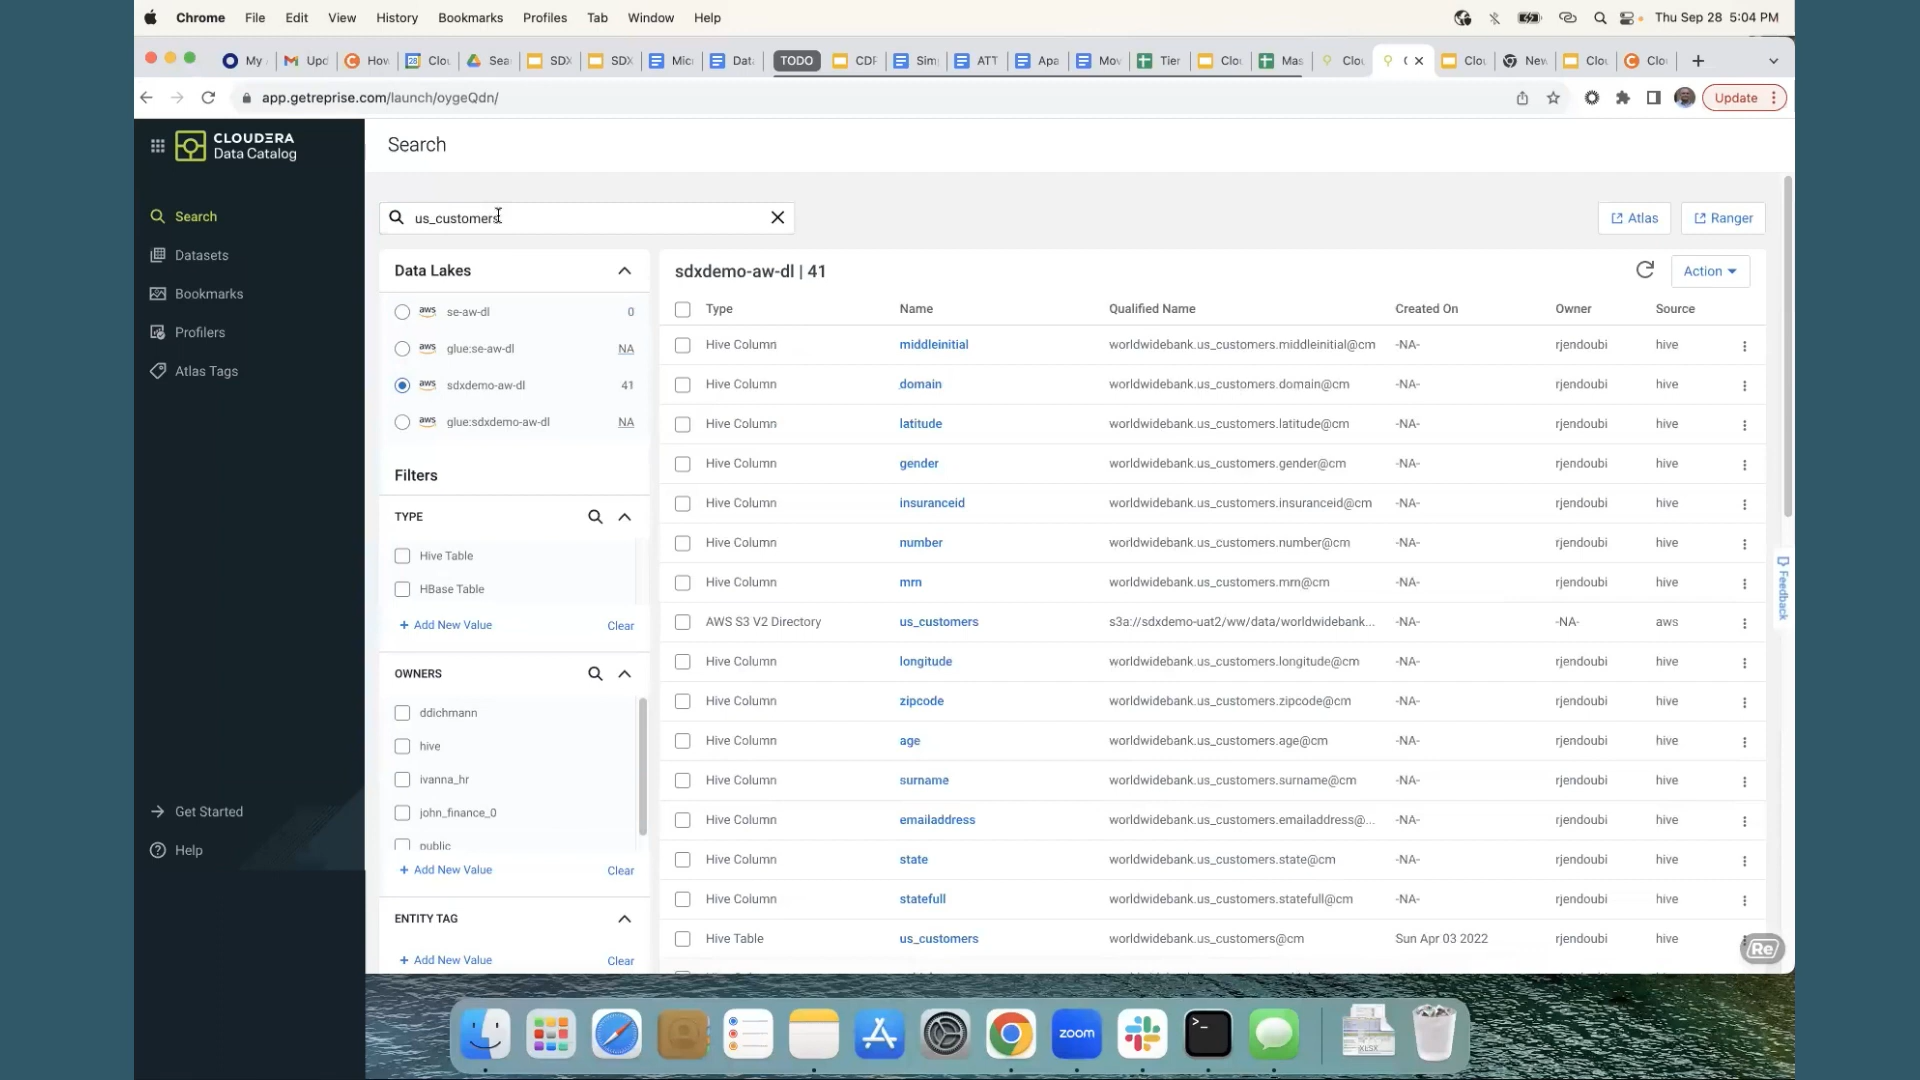 Chrome File Edit View History Bookmarks Profiles Tab Window Help Thu Sep 28 5:04 PM
My Upd How Clou Sea SDX SDX Micr Data TODO CDF Sim ATT Apa Mov Tier Clou Mas Clou ( Clou New Clou Clo
28
app.getreprise.com/launch/oygeQdn/ Update
CLOUDERA
Data Catalog
Search
Search
Datasets
Bookmarks
Profilers
Atlas Tags
Get Started
Help
us_customers
Atlas Ranger
Data Lakes
aws se-aw-dl 0
aws glue:se-aw-dl NA
aws sdxdemo-aw-dl 41
aws glue:sdxdemo-aw-dl NA
Filters
TYPE
Hive Table
HBase Table
+ Add New Value Clear
OWNERS
ddichmann
hive
ivanna_hr
john_finance_0
public
+ Add New Value Clear
ENTITY TAG
+ Add New Value Clear
sdxdemo-aw-dl | 41 Action
Type Name Qualified Name Created On Owner Source
Hive Column middleinitial worldwidebank.us_customers.middleinitial@cm -NA- rjendoubi hive
Hive Column domain worldwidebank.us_customers.domain@cm -NA- rjendoubi hive
Hive Column latitude worldwidebank.us_customers.latitude@cm -NA- rjendoubi hive
Hive Column gender worldwidebank.us_customers.gender@cm -NA- rjendoubi hive
Hive Column insuranceid worldwidebank.us_customers.insuranceid@cm -NA- rjendoubi hive
Hive Column number worldwidebank.us_customers.number@cm -NA- rjendoubi hive
Hive Column mrn worldwidebank.us_customers.mrn@cm -NA- rjendoubi hive
AWS S3 V2 Directory us_customers s3a://sdxdemo-uat2/ww/data/worldwidebank... -NA- -NA- aws
Hive Column longitude worldwidebank.us_customers.longitude@cm -NA- rjendoubi hive
Hive Column zipcode worldwidebank.us_customers.zipcode@cm -NA- rjendoubi hive
Hive Column age worldwidebank.us_customers.age@cm -NA- rjendoubi hive
Hive Column surname worldwidebank.us_customers.surname@cm -NA- rjendoubi hive
Hive Column emailaddress worldwidebank.us_customers.emailaddress@... -NA- rjendoubi hive
Hive Column state worldwidebank.us_customers.state@cm -NA- rjendoubi hive
Hive Column statefull worldwidebank.us_customers.statefull@cm -NA- rjendoubi hive
Hive Table us_customers worldwidebank.us_customers@cm Sun Apr 03 2022 rjendoubi hive
Feedback
Re
zoom
XLSX